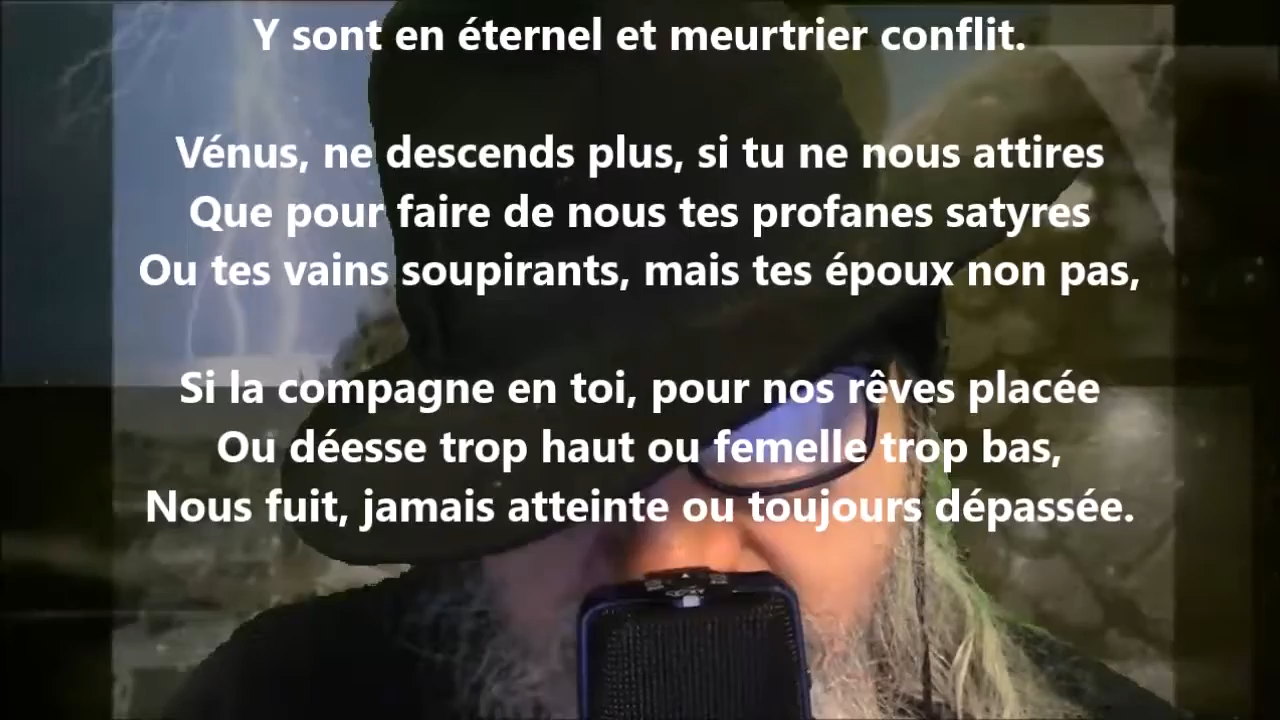 Y sont en éternel et meurtrier conflit.
Vénus, ne descends plus, si tu ne nous attires
Que pour faire de nous tes profanes satyres
Ou tes vains soupirants, mais tes époux non pas,
Si la compagne en toi, pour nos rêves placée
Ou déesse trop haut ou femelle trop bas,
Nous fuit, jamais atteinte ou toujours dépassée.